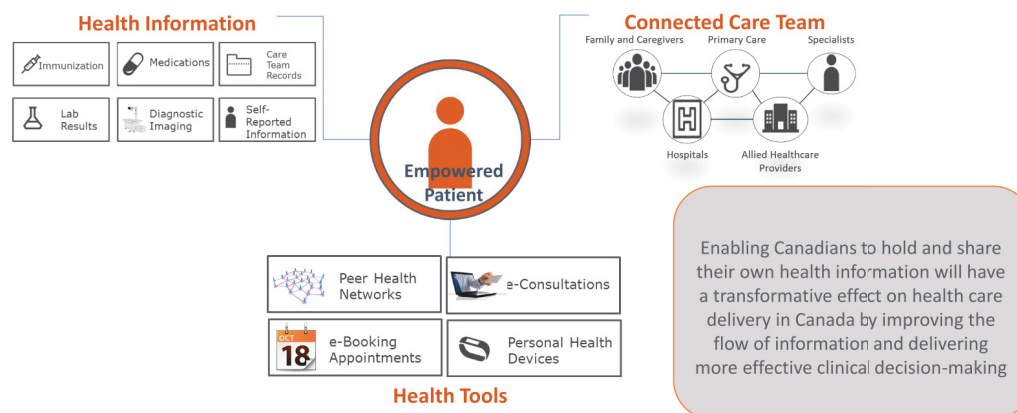 Health Information
Immunization
Medications
Care
Team
Records
Lab
Results
Diagnostic
Imaging
Self-
Reported
Information
Connected Care Team
Family and Caregivers
Primary Care
Specialists
Hospitals
Allied Healthcare
Providers
Empowered
Patient
Peer Health
Networks
e-Consultations
OCT
18
e-Booking
Appointments
Personal Health
Devices
Health Tools
Enabling Canadians to hold and share
their own health information will have
a transformative effect on health care
delivery in Canada by improving the
flow of information and delivering
more effective clinical decision-making